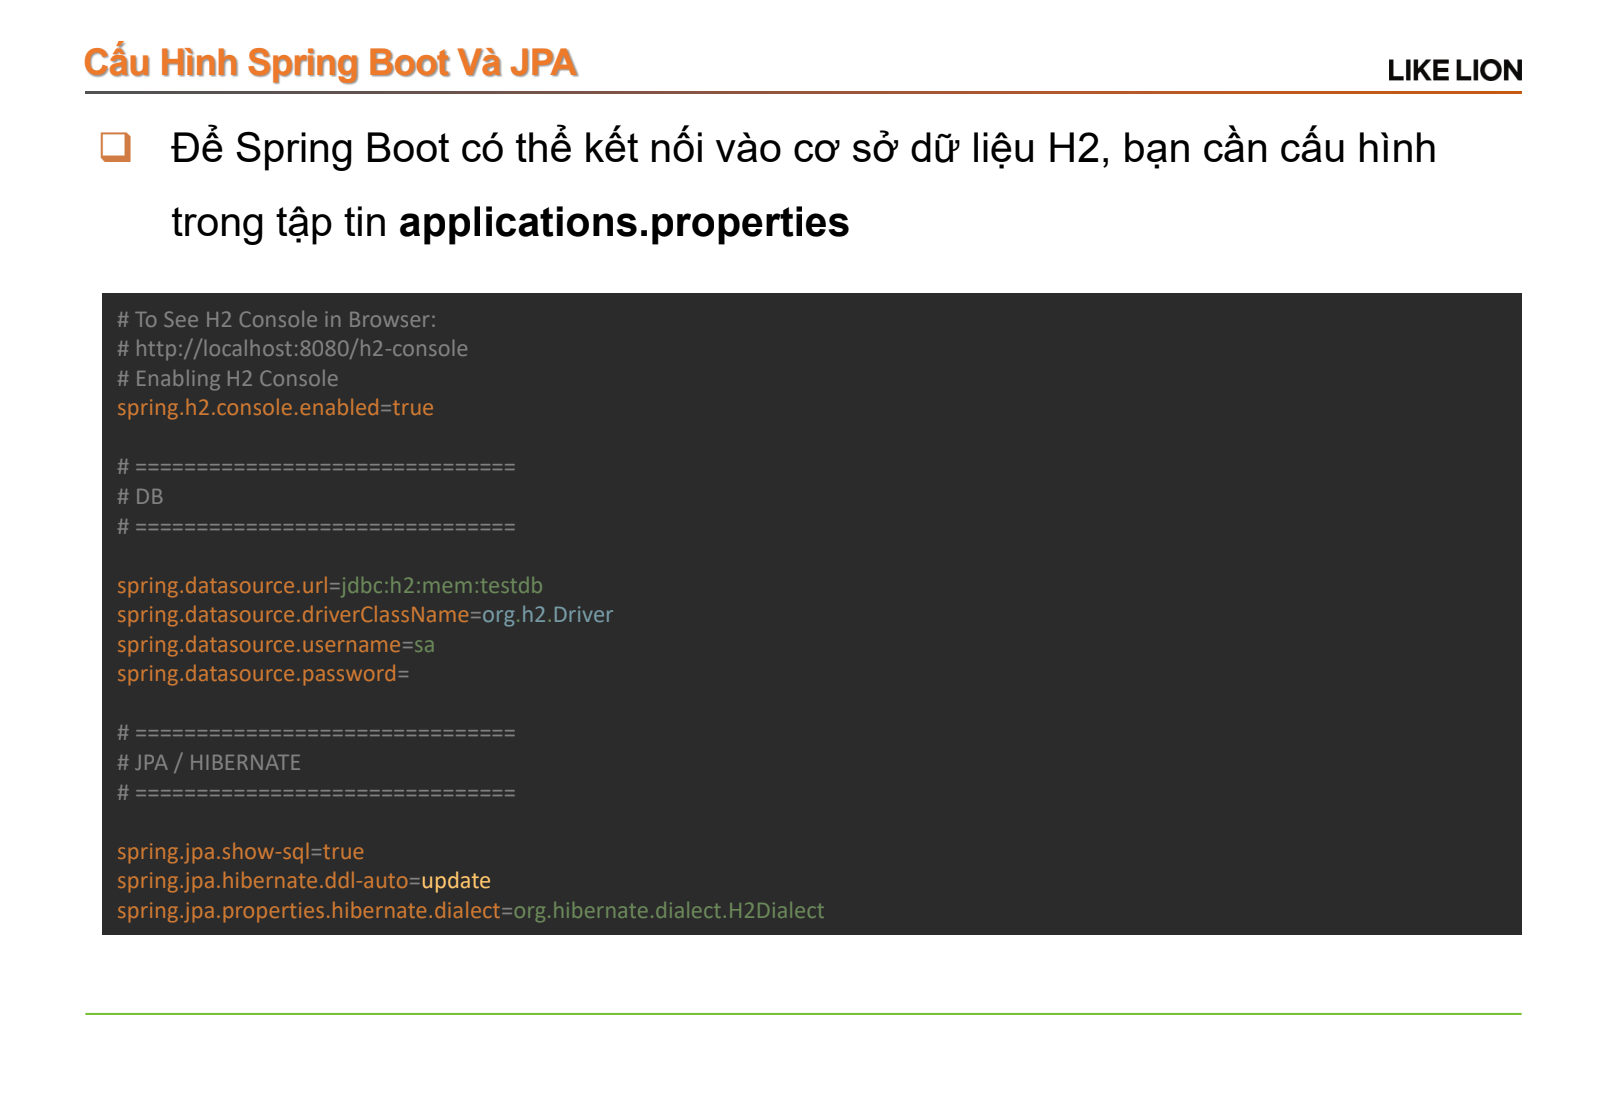 Cấu Hình Spring Boot Và JPA
LIKE LION
Để Spring Boot có thể kết nối vào cơ sở dữ liệu H2, bạn cần cấu hình
trong tập tin applications.properties
# To See H2 Console in Browser:
# http://localhost:8080/h2-console
# Enabling H2 Console
spring.h2.console.enabled=true
# ===============================
# DB
# ===============================
spring.datasource.url=jdbc:h2:mem:testdb
spring.datasource.driverClassName=org.h2.Driver
spring.datasource.username=sa
spring.datasource.password=
# ===============================
# JPA / HIBERNATE
# ===============================
spring.jpa.show-sql=true
spring.jpa.hibernate.ddl-auto=update
spring.jpa.properties.hibernate.dialect=org.hibernate.dialect.H2Dialect